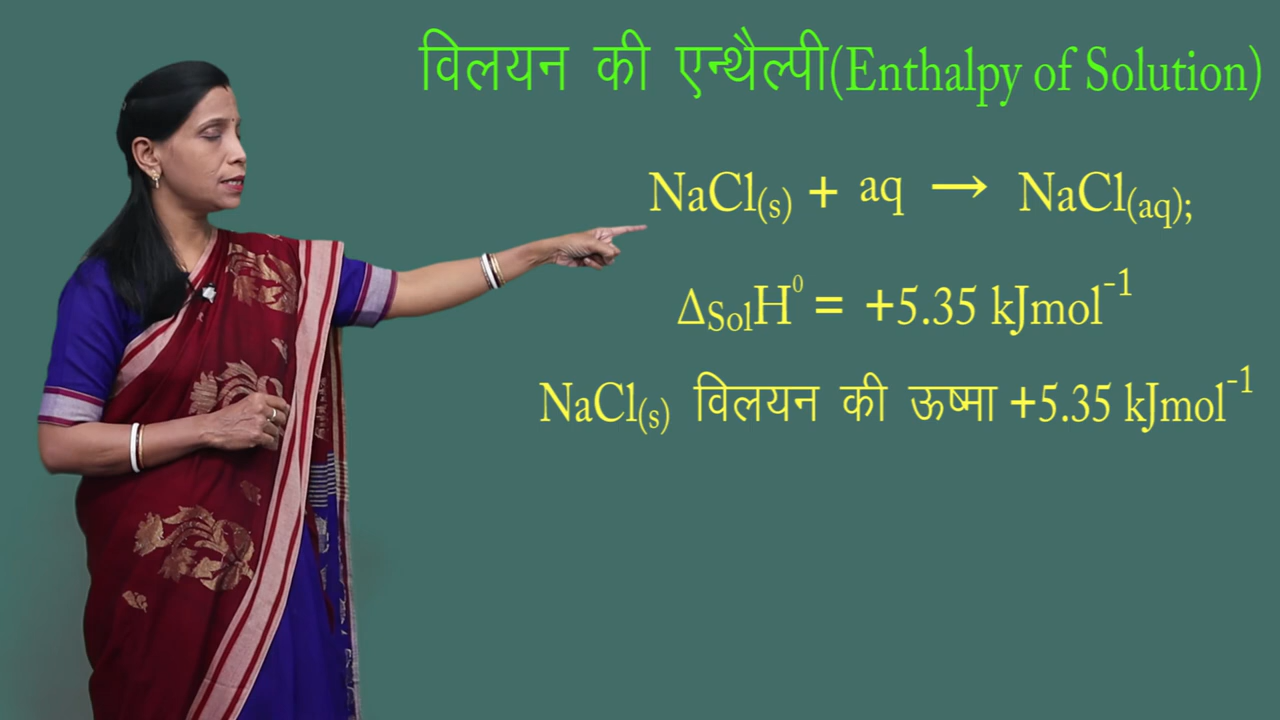 विलयन की एन्थैल्पी(Enthalpy of Solution)
NaCl(s) + aq → NaCl(aq);
ΔSolH⁰ = +5.35 kJmol⁻¹
NaCl(s) विलयन की ऊष्मा +5.35 kJmol⁻¹